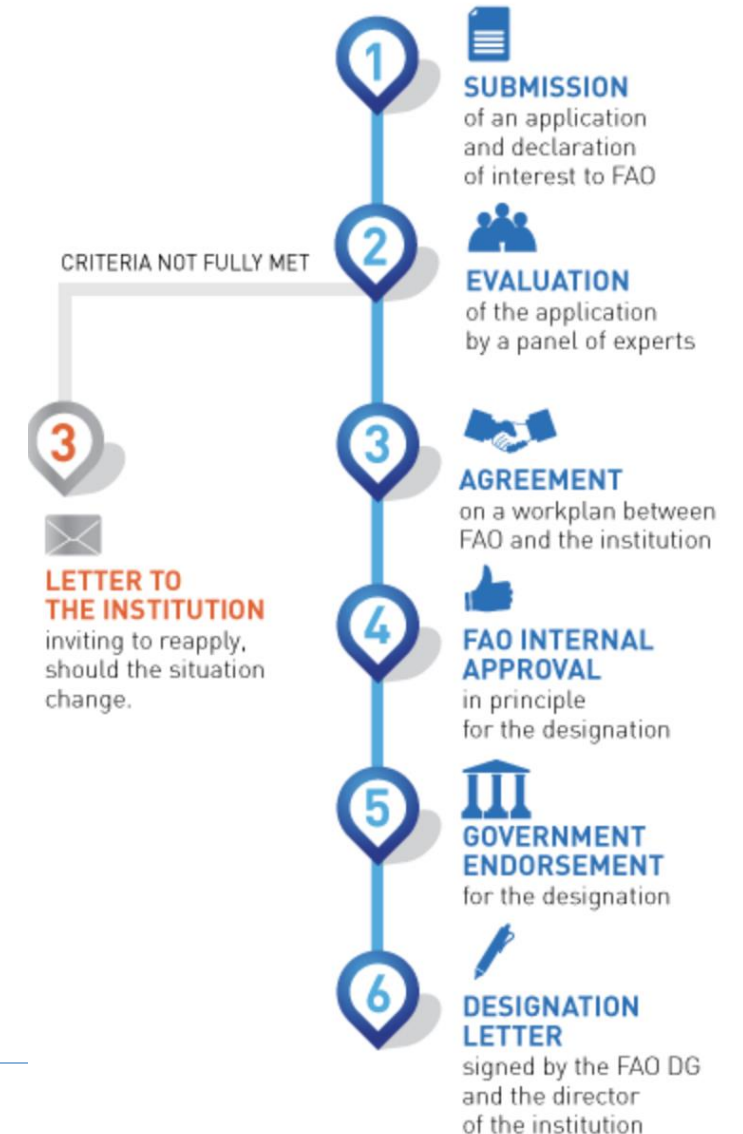 1
SUBMISSION
of an application
and declaration
of interest to FAO
2
EVALUATION
of the application
by a panel of experts
CRITERIA NOT FULLY MET
3
LETTER TO
THE INSTITUTION
inviting to reapply,
should the situation
change.
3
AGREEMENT
on a workplan between
FAO and the institution
4
FAO INTERNAL
APPROVAL
in principle
for the designation
5
GOVERNMENT
ENDORSEMENT
for the designation
6
DESIGNATION
LETTER
signed by the FAO DG
and the director
of the institution